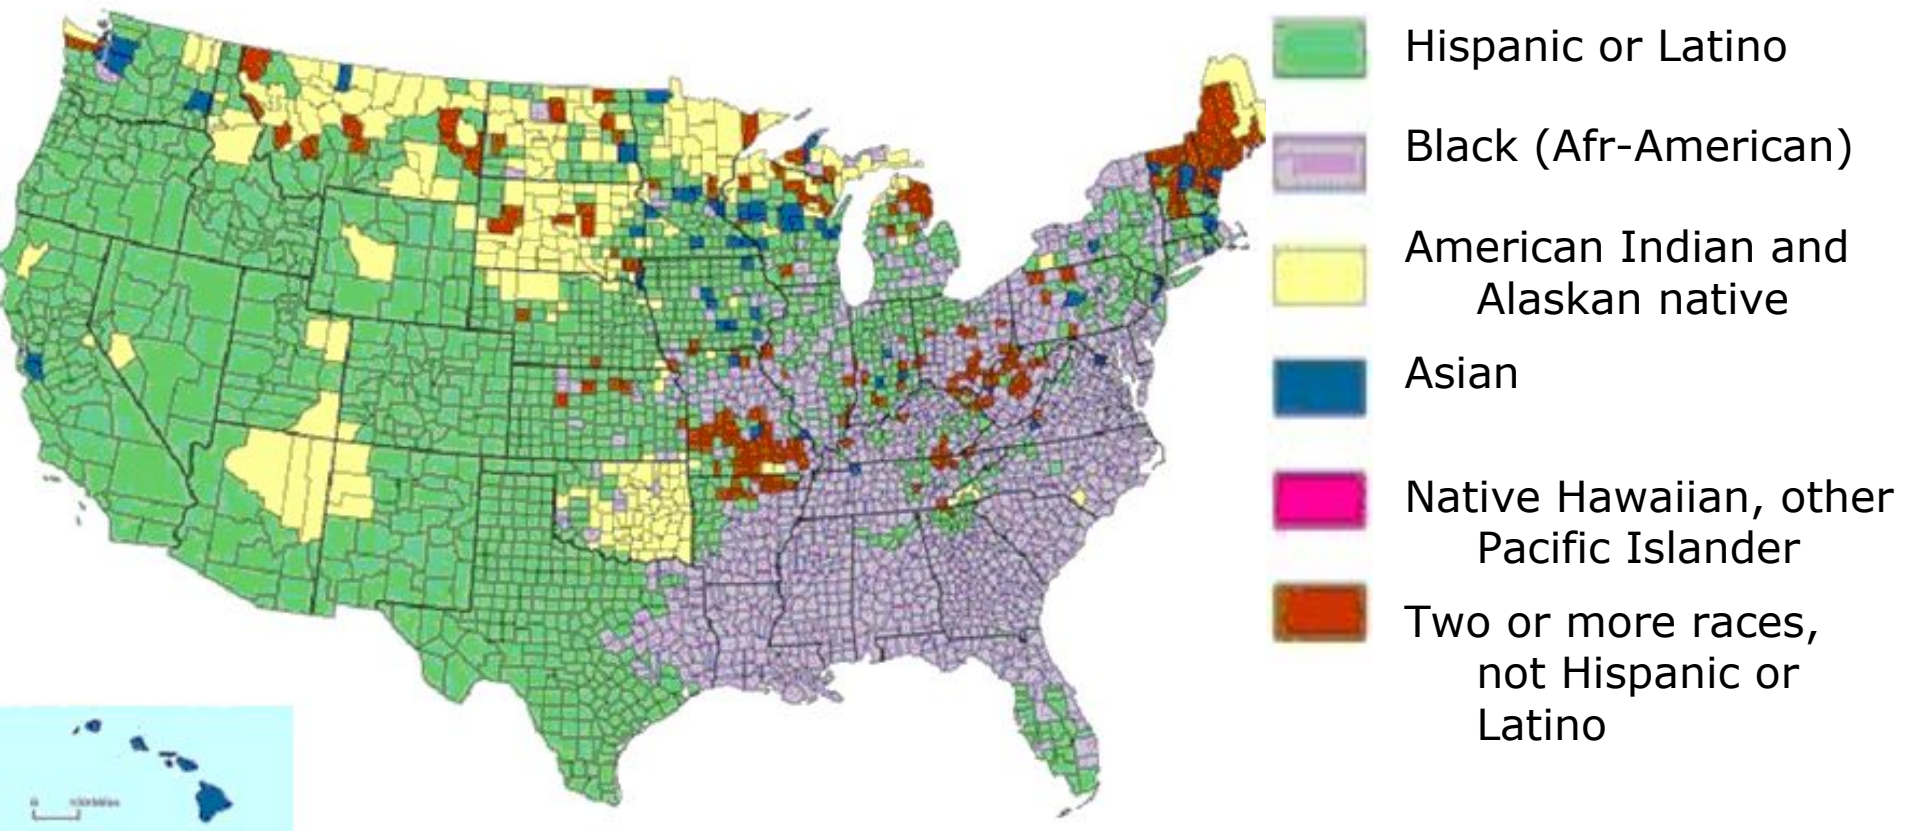 Hispanic or Latino
Black (Afr-American)
American Indian and
Alaskan native
Asian
Native Hawaiian, other
Pacific Islander
Two or more races,
not Hispanic or
Latino
0